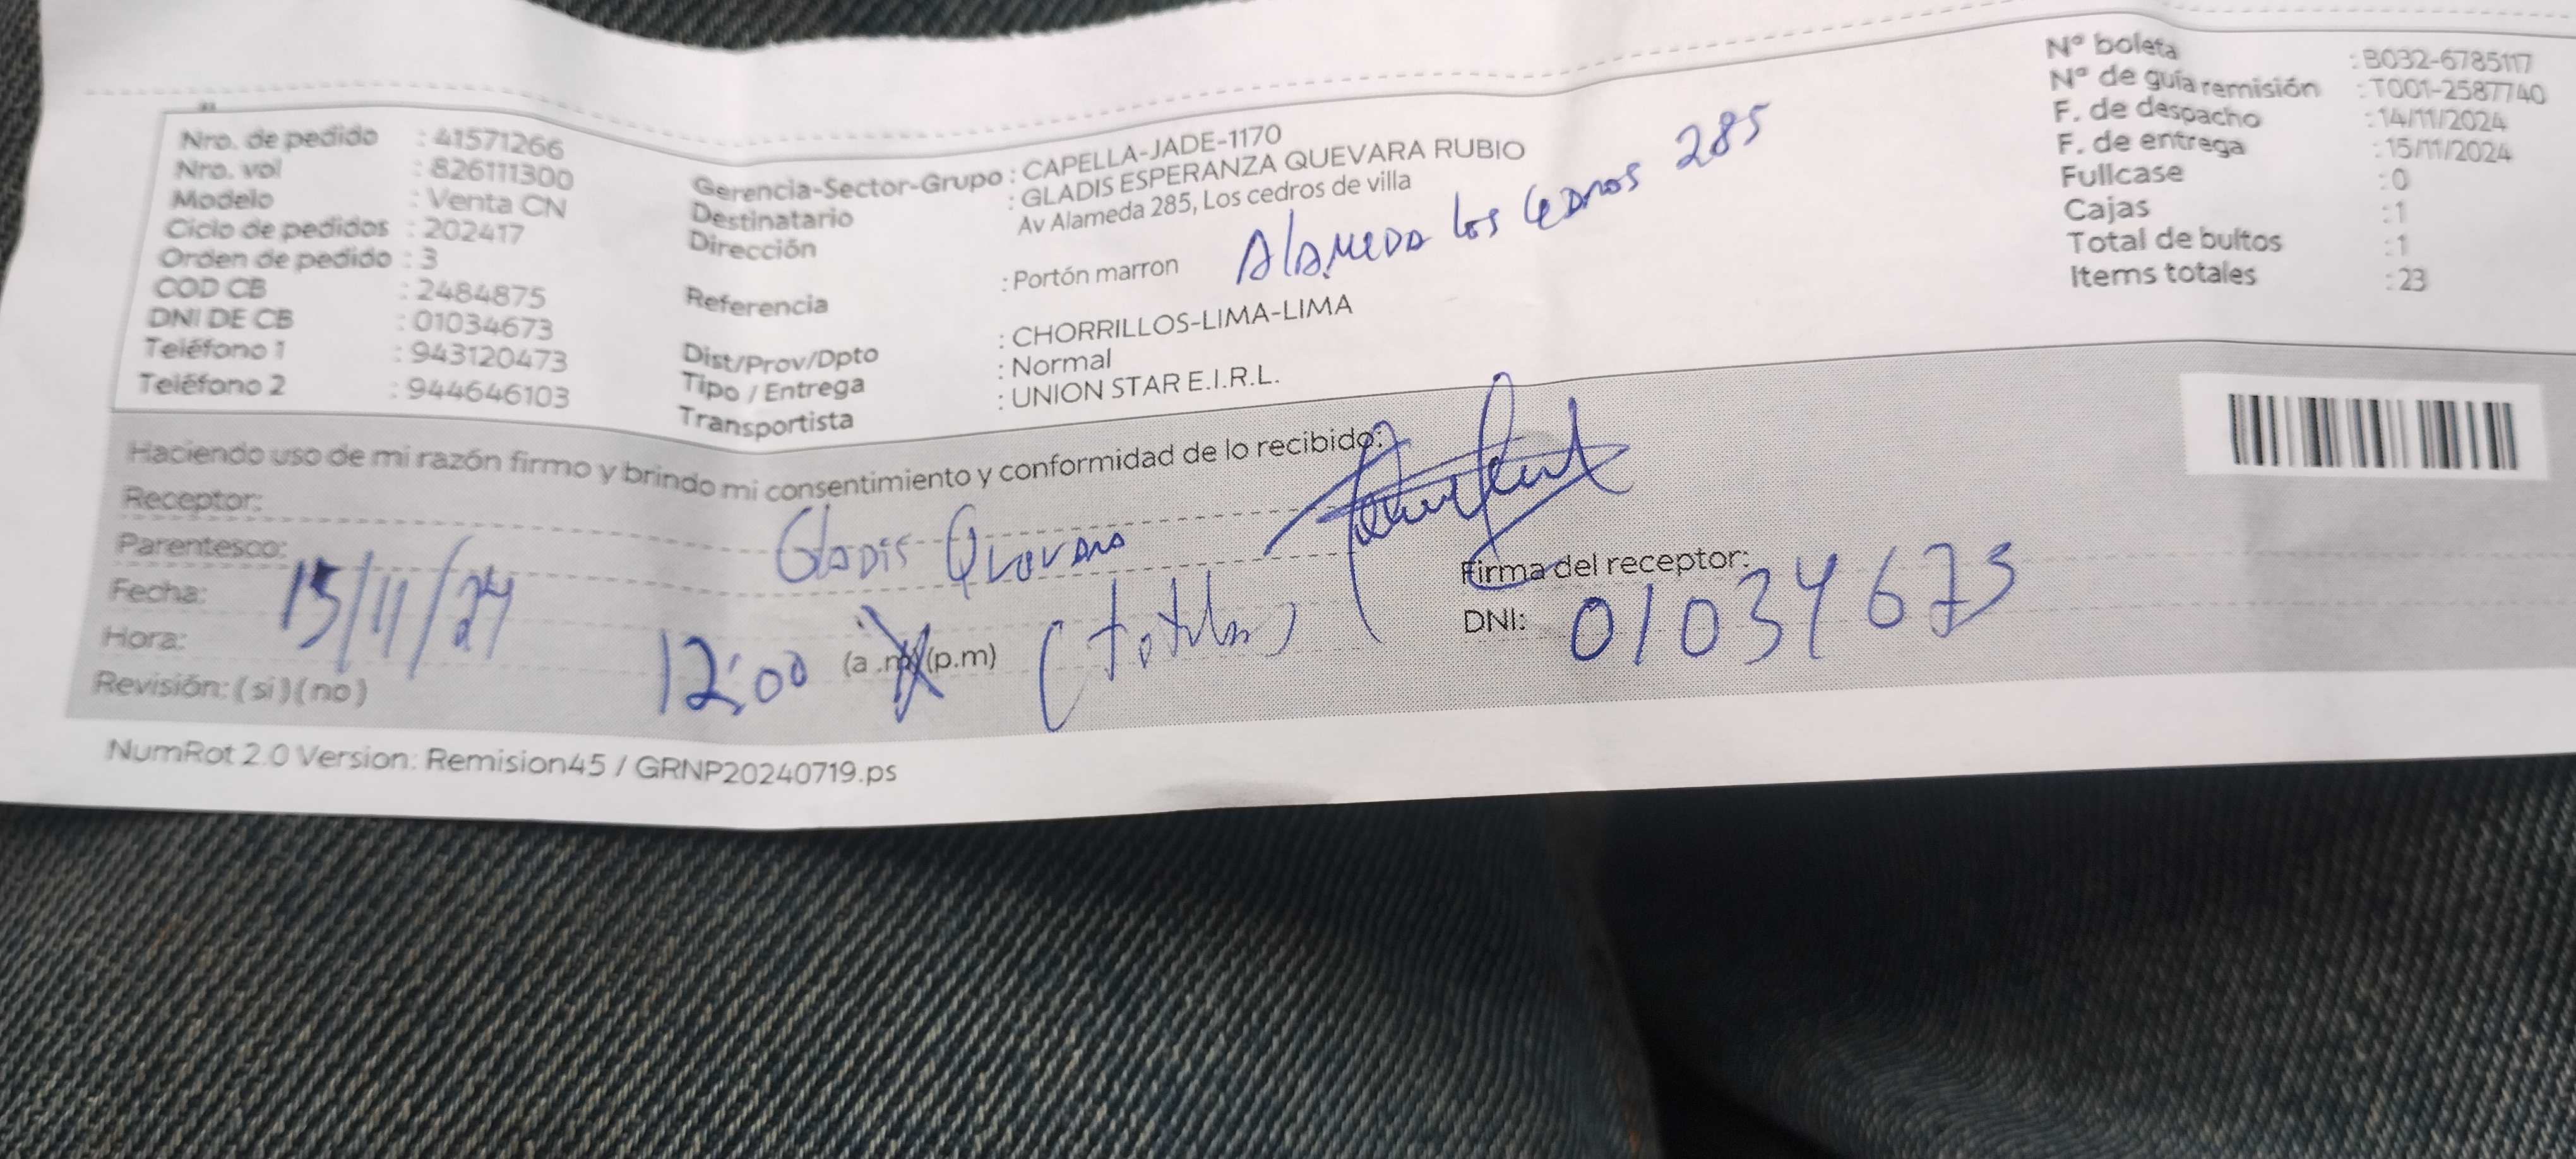 Nro. de pedido : 41571266
Nro. vol : 826111300
Modelo : Venta CN
Ciclo de pedidos : 202417
Orden de pedido : 3
COD CB : 2484875
DNI DE CB : 01034673
Teléfono 1 : 943120473
Teléfono 2 : 944646103
Gerencia-Sector-Grupo : CAPELLA-JADE-1170
Destinatario : GLADIS ESPERANZA QUEVARA RUBIO
Dirección Av Alameda 285, Los cedros de villa
Alameda los Cedros 285
Referencia : Portón marron
Dist/Prov/Dpto : CHORRILLOS-LIMA-LIMA
Tipo / Entrega : Normal
Transportista : UNION STAR E.I.R.L.
Nº boleta : B032-6785117
Nº de guía remisión : T001-2587740
F. de despacho : 14/11/2024
F. de entrega : 15/11/2024
Fullcase : 0
Cajas : 1
Total de bultos : 1
Items totales : 23
Haciendo uso de mi razón firmo y brindo mi consentimiento y conformidad de lo recibido:
Receptor: Gladis Quevara
Parentesco:
Fecha: 15/11/24
Hora: 12:00 (a .m) (p.m)
Revisión: (si) (no)
Firma del receptor:
DNI: 01034673
NumRot 2.0 Version: Remision45 / GRNP20240719.ps